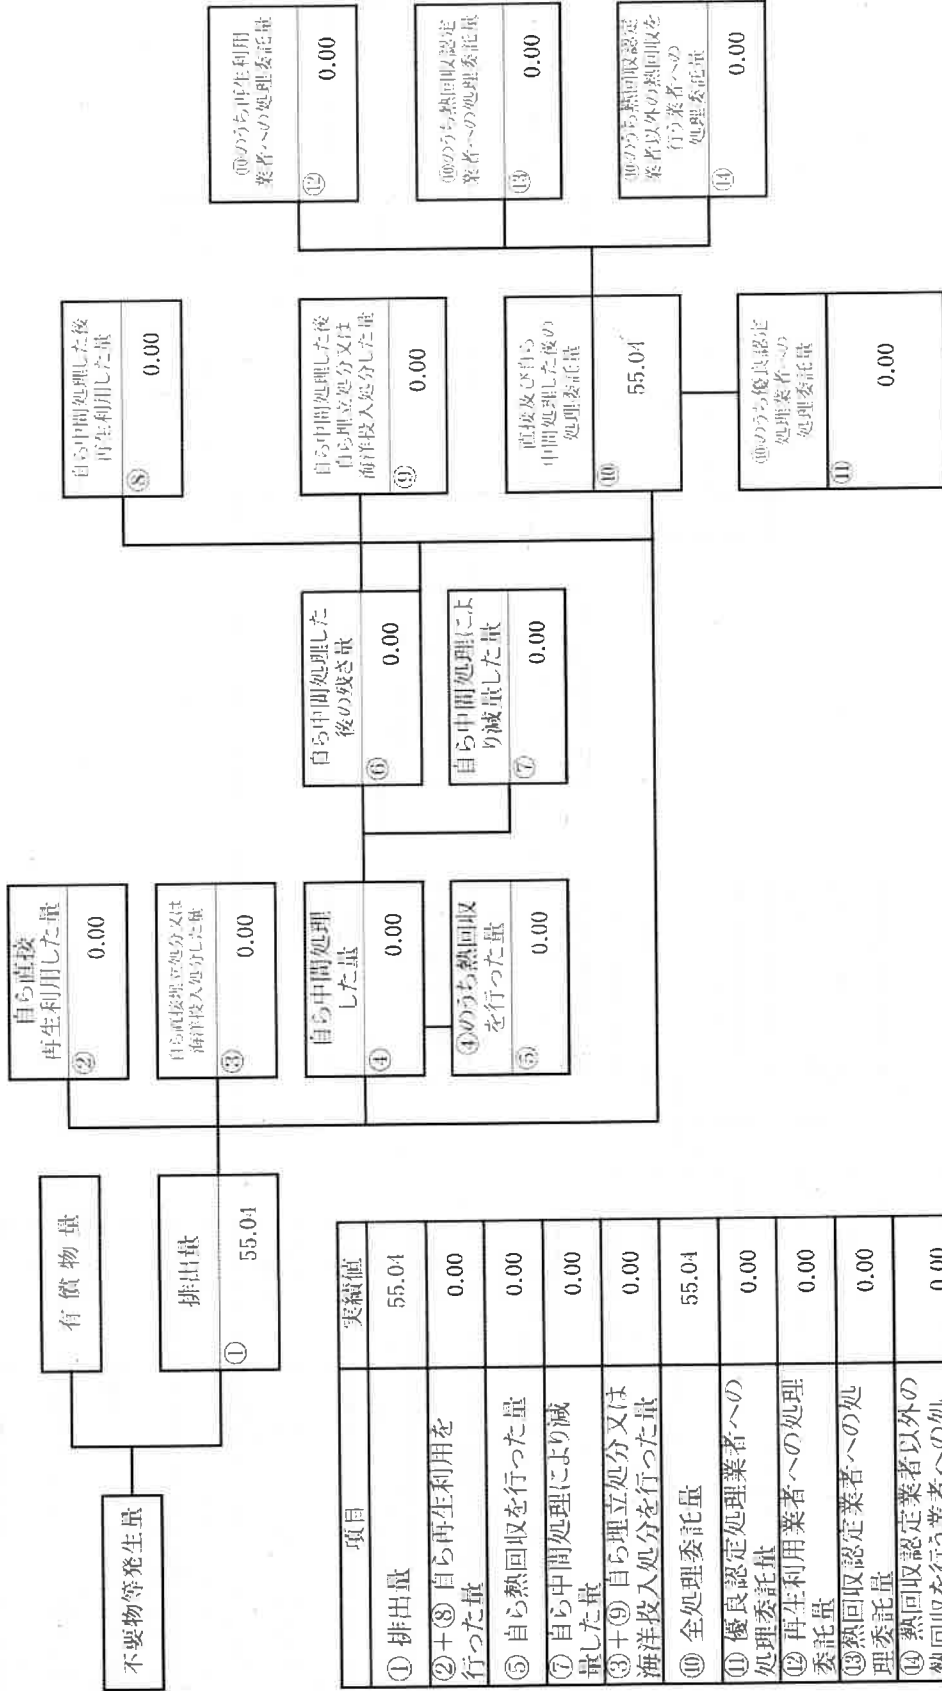 不要物等発生量
有 償 物 量
排出量
①
55.04
自ら直接
再生利用した量
②
0.00
自ら直接埋立処分又は
海洋投入処分した量
③
0.00
自ら中間処理
した量
④
0.00
④のうち熱回収
を行った量
⑤
0.00
自ら中間処理した
後の残さ量
⑥
0.00
自ら中間処理によ
り減量した量
⑦
0.00
自ら中間処理した後
再生利用した量
⑧
0.00
自ら中間処理した後
自ら埋立処分又は
海洋投入処分した量
⑨
0.00
直接及び自ら
中間処理した後の
処理委託量
⑩
55.04
⑩のうち優良認定
処理業者への
処理委託量
⑪
0.00
⑩のうち再生利用
業者への処理委託量
⑫
0.00
⑩のうち熱回収認定
業者への処理委託量
⑬
0.00
⑩のうち熱回収認定
業者以外の熱回収を
行う業者への
処理委託量
⑭
0.00
項目 実績値
① 排出量 55.04
②+⑧ 自ら再生利用を
行った量 0.00
⑤ 自ら熱回収を行った量 0.00
⑦ 自ら中間処理により減
量した量 0.00
③+⑨ 自ら埋立処分又は
海洋投入処分を行った量 0.00
⑩ 全処理委託量 55.04
⑪ 優良認定処理業者への
処理委託量 0.00
⑫ 再生利用業者への処理
委託量 0.00
⑬熱回収認定業者への処
理委託量 0.00
⑭ 熱回収認定業者以外の
熱回収を行う業者への処 0.00